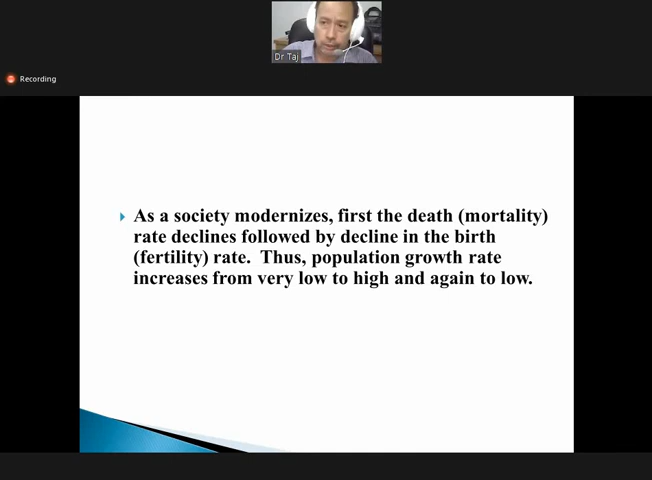 Dr Taj
Recording
As a society modernizes, first the death (mortality)
rate declines followed by decline in the birth
(fertility) rate. Thus, population growth rate
increases from very low to high and again to low.